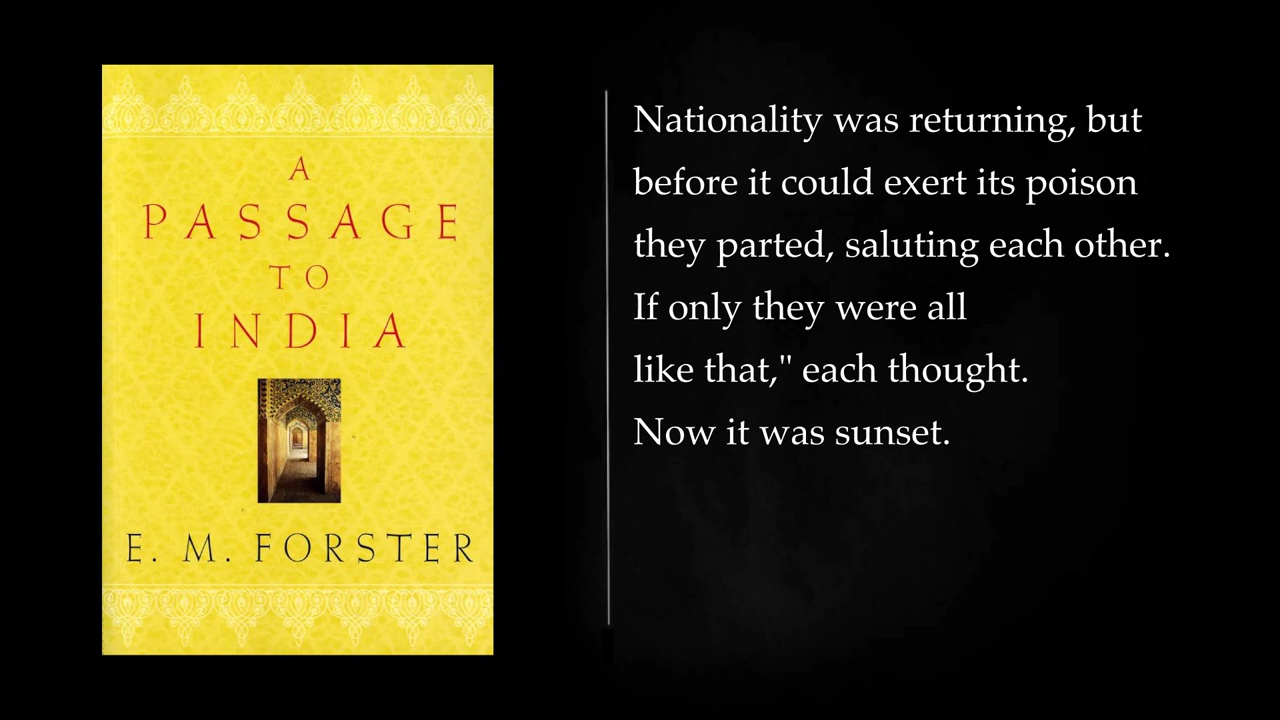 A
PASSAGE
TO
INDIA
E. M. FORSTER
Nationality was returning, but
before it could exert its poison
they parted, saluting each other.
If only they were all
like that," each thought.
Now it was sunset.